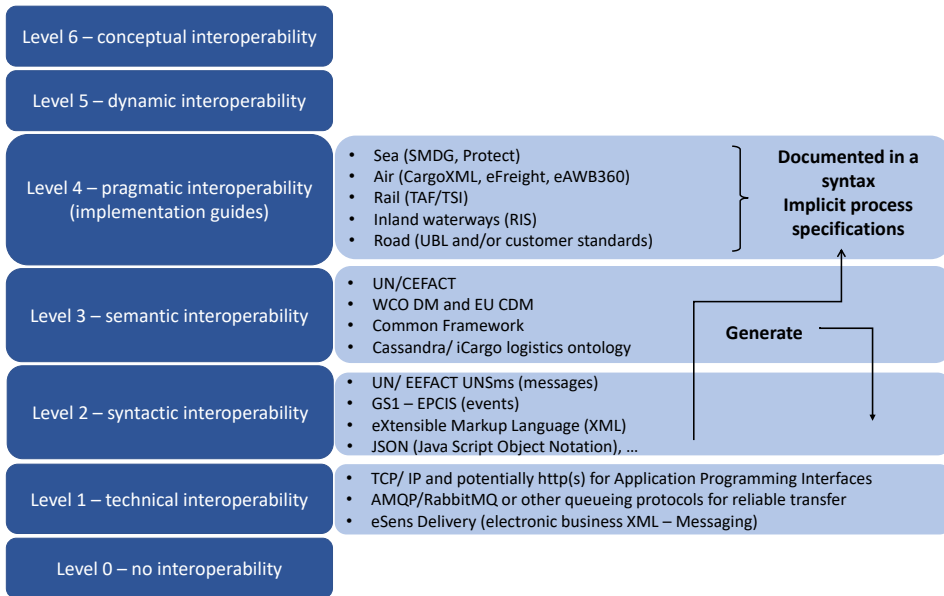 Level 6 – conceptual interoperability
Level 5 – dynamic interoperability
Level 4 – pragmatic interoperability
(implementation guides)
• Sea (SMDG, Protect)
• Air (CargoXML, eFreight, eAWB360)
• Rail (TAF/TSI)
• Inland waterways (RIS)
• Road (UBL and/or customer standards)
Documented in a
syntax
Implicit process
specifications
Level 3 – semantic interoperability
• UN/CEFACT
• WCO DM and EU CDM
• Common Framework
• Cassandra/ iCargo logistics ontology
Generate
Level 2 – syntactic interoperability
• UN/ EEFACT UNSms (messages)
• GS1 – EPCIS (events)
• eXtensible Markup Language (XML)
• JSON (Java Script Object Notation), ...
Level 1 – technical interoperability
• TCP/ IP and potentially http(s) for Application Programming Interfaces
• AMQP/RabbitMQ or other queueing protocols for reliable transfer
• eSens Delivery (electronic business XML – Messaging)
Level 0 – no interoperability